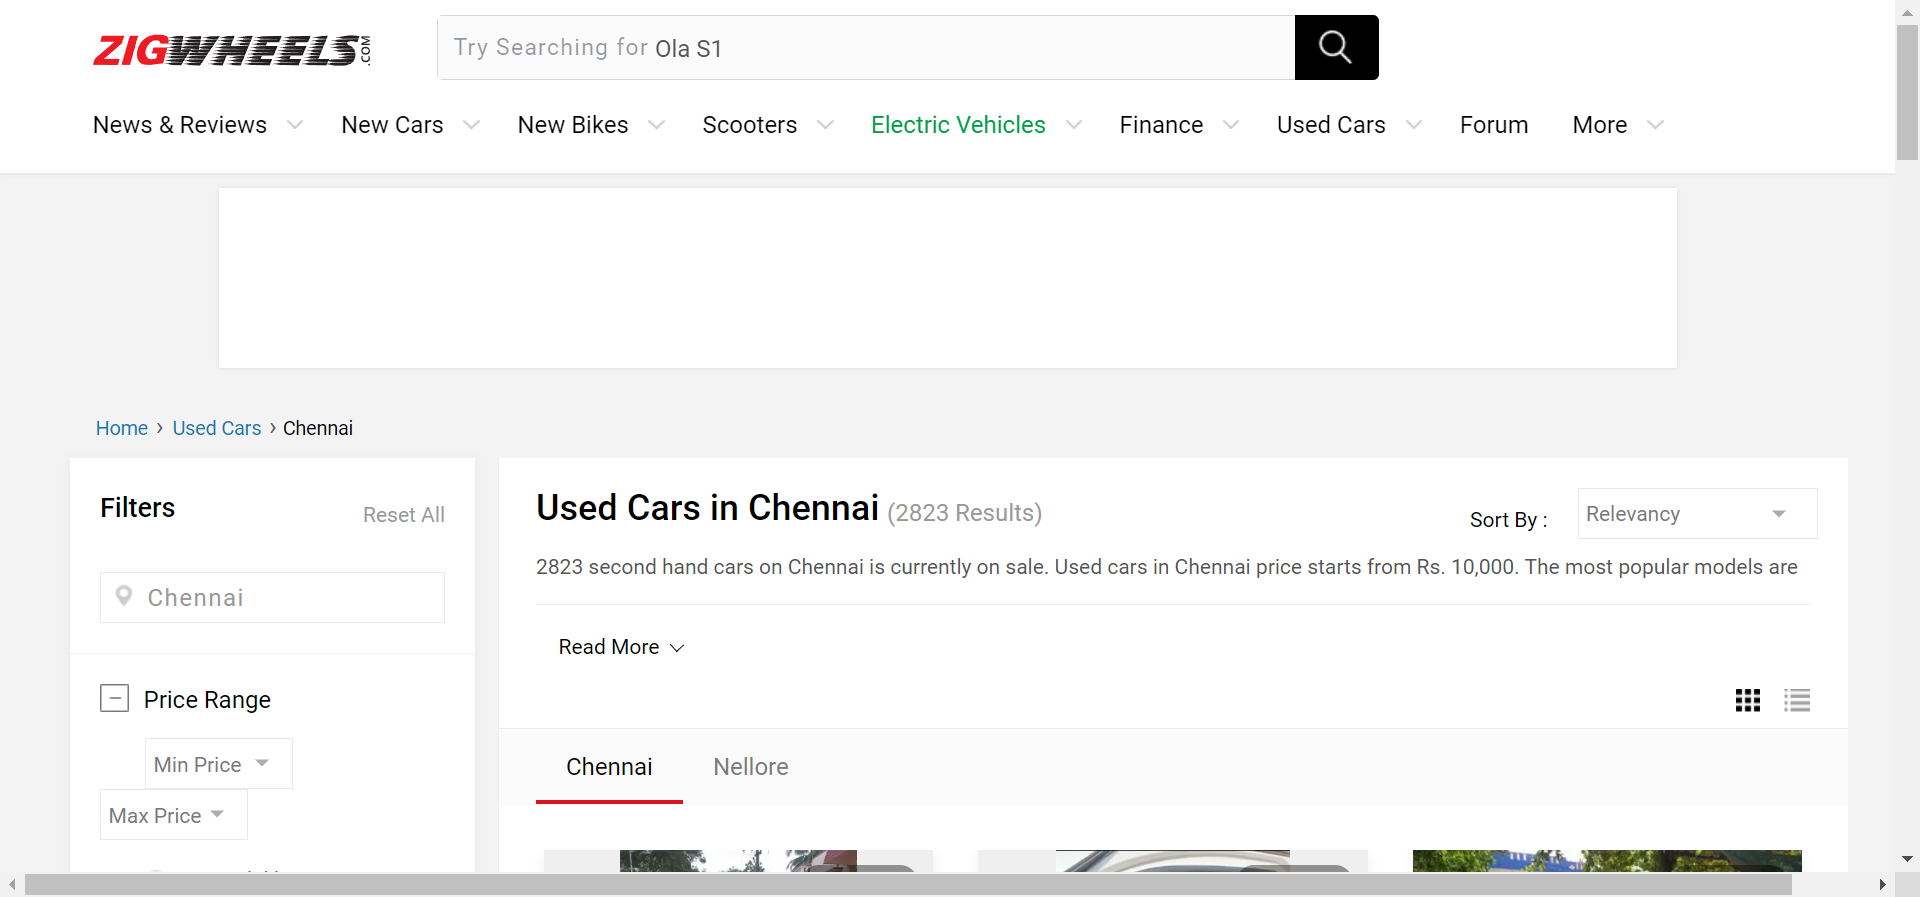 ZIGWHEELS.COM
Try Searching for Ola S1
News & Reviews New Cars New Bikes Scooters Electric Vehicles Finance Used Cars Forum More
Home › Used Cars › Chennai
Filters
Reset All
Chennai
Price Range
Min Price
Max Price
Used Cars in Chennai (2823 Results)
Sort By :
Relevancy
2823 second hand cars on Chennai is currently on sale. Used cars in Chennai price starts from Rs. 10,000. The most popular models are
Read More
Chennai Nellore